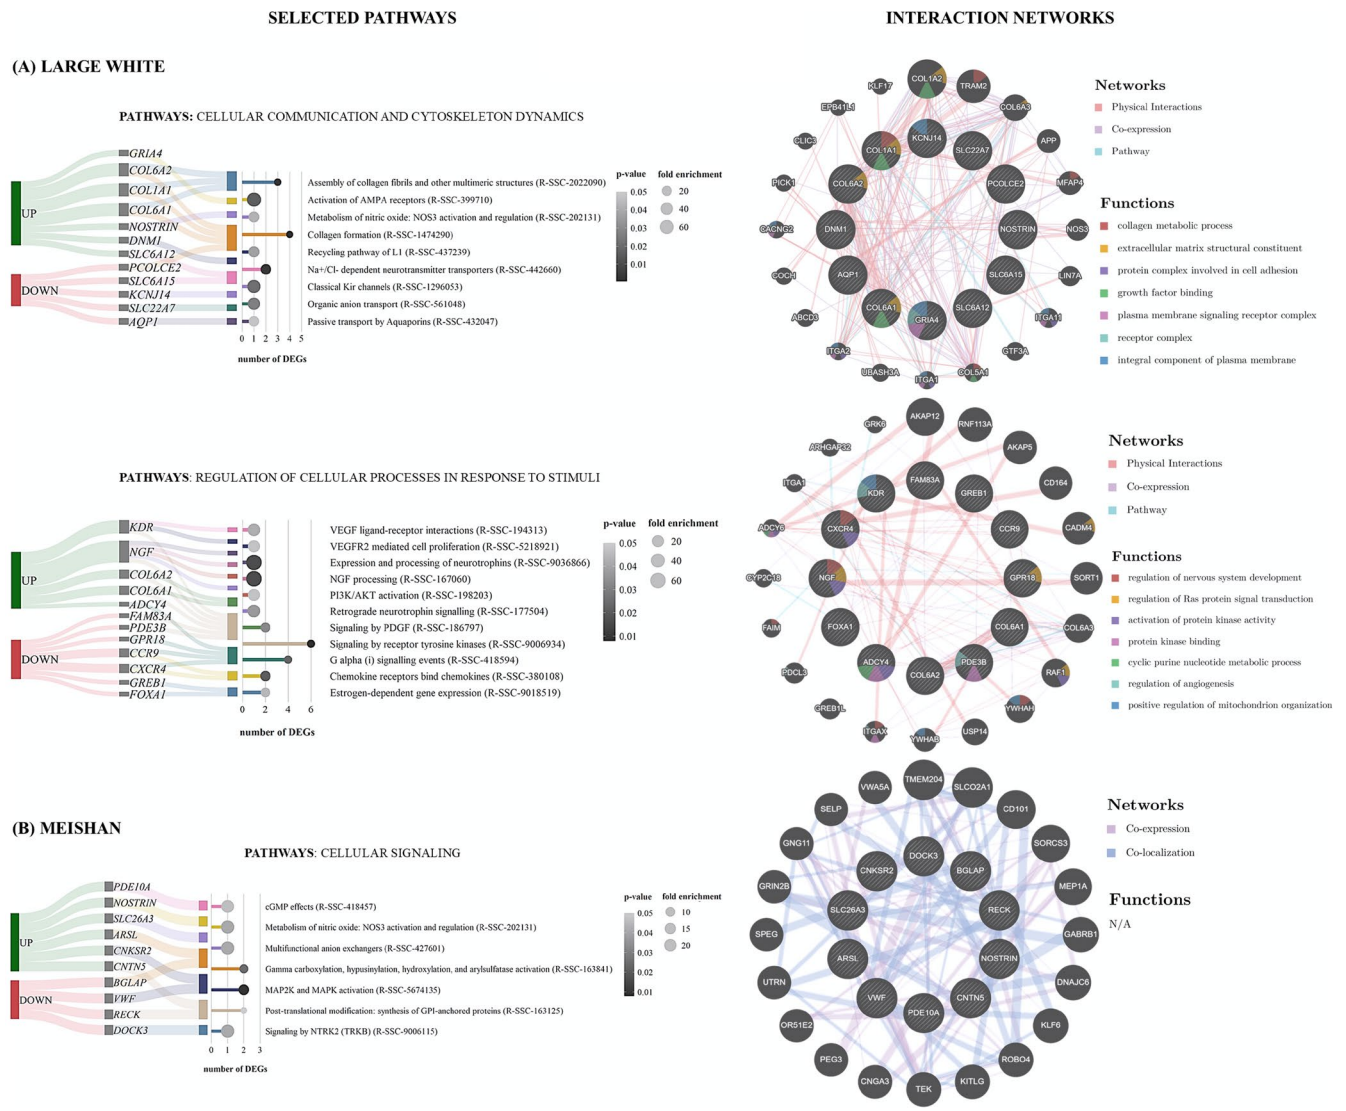 SELECTED PATHWAYS
INTERACTION NETWORKS
(A) LARGE WHITE
PATHWAYS: CELLULAR COMMUNICATION AND CYTOSKELETON DYNAMICS
UP
DOWN
GRIA4
COL6A2
COL1A1
COL6A1
NOSTRIN
DNM1
SLC6A12
PCOLCE2
SLC6A15
KCNJ14
SLC22A7
AQP1
Assembly of collagen fibrils and other multimeric structures (R-SSC-2022090)
Activation of AMPA receptors (R-SSC-399710)
Metabolism of nitric oxide: NOS3 activation and regulation (R-SSC-202131)
Collagen formation (R-SSC-1474290)
Recycling pathway of L1 (R-SSC-437239)
Na+/Cl- dependent neurotransmitter transporters (R-SSC-442660)
Classical Kir channels (R-SSC-1296053)
Organic anion transport (R-SSC-561048)
Passive transport by Aquaporins (R-SSC-432047)
0 1 2 3 4 5
number of DEGs
p-value
0.05
0.04
0.03
0.02
0.01
fold enrichment
20
40
60
COL1A2
TRAM2
COL6A3
APP
MFAP4
NOS3
LIN7A
ITGA11
GTF3A
COL5A1
ITGA1
UBASH3A
ITGA2
ABCD3
COCH
CACNG2
PICK1
CLIC3
EPB41L1
KLF17
KCNJ14
SLC22A7
PCOLCE2
NOSTRIN
SLC6A15
SLC6A12
GRIA4
COL6A1
AQP1
DNM1
COL6A2
COL1A1
Networks
Physical Interactions
Co-expression
Pathway
Functions
collagen metabolic process
extracellular matrix structural constituent
protein complex involved in cell adhesion
growth factor binding
plasma membrane signaling receptor complex
receptor complex
integral component of plasma membrane
PATHWAYS: REGULATION OF CELLULAR PROCESSES IN RESPONSE TO STIMULI
UP
DOWN
KDR
NGF
COL6A2
COL6A1
ADCY4
FAM83A
PDE3B
GPR18
CCR9
CXCR4
GREB1
FOXA1
VEGF ligand-receptor interactions (R-SSC-194313)
VEGFR2 mediated cell proliferation (R-SSC-5218921)
Expression and processing of neurotrophins (R-SSC-9036866)
NGF processing (R-SSC-167060)
PI3K/AKT activation (R-SSC-198203)
Retrograde neurotrophin signalling (R-SSC-177504)
Signaling by PDGF (R-SSC-186797)
Signaling by receptor tyrosine kinases (R-SSC-9006934)
G alpha (i) signalling events (R-SSC-418594)
Chemokine receptors bind chemokines (R-SSC-380108)
Estrogen-dependent gene expression (R-SSC-9018519)
0 2 4 6
number of DEGs
p-value
0.05
0.04
0.03
0.02
0.01
fold enrichment
20
40
60
AKAP12
RNF113A
AKAP5
CD164
CADM4
SORT1
COL6A3
RAF1
YWHAH
USP14
YWHAB
ITGAX
GREB1L
PDCL3
FAIM
CYP2C18
ADCY6
ITGA1
ARHGAP32
GRK6
FAM83A
GREB1
CCR9
GPR18
COL6A1
PDE3B
COL6A2
ADCY4
FOXA1
NGF
CXCR4
KDR
Networks
Physical Interactions
Co-expression
Pathway
Functions
regulation of nervous system development
regulation of Ras protein signal transduction
activation of protein kinase activity
protein kinase binding
cyclic purine nucleotide metabolic process
regulation of angiogenesis
positive regulation of mitochondrion organization
(B) MEISHAN
PATHWAYS: CELLULAR SIGNALING
UP
DOWN
PDE10A
NOSTRIN
SLC26A3
ARSL
CNKSR2
CNTN5
BGLAP
VWF
RECK
DOCK3
cGMP effects (R-SSC-418457)
Metabolism of nitric oxide: NOS3 activation and regulation (R-SSC-202131)
Multifunctional anion exchangers (R-SSC-427601)
Gamma carboxylation, hypusinylation, hydroxylation, and arylsulfatase activation (R-SSC-163841)
MAP2K and MAPK activation (R-SSC-5674135)
Post-translational modification: synthesis of GPI-anchored proteins (R-SSC-163125)
Signaling by NTRK2 (TRKB) (R-SSC-9006115)
0 1 2 3
number of DEGs
p-value
0.05
0.04
0.03
0.02
0.01
fold enrichment
10
15
20
TMEM204
SLCO2A1
CD101
SORCS3
MEP1A
GABRB1
DNAJC6
KLF6
ROBO4
KITLG
TEK
CNGA3
PEG3
OR51E2
UTRN
SPEG
GRIN2B
GNG11
SELP
VWA5A
DOCK3
BGLAP
RECK
NOSTRIN
CNTN5
PDE10A
VWF
ARSL
SLC26A3
CNKSR2
Networks
Co-expression
Co-localization
Functions
N/A